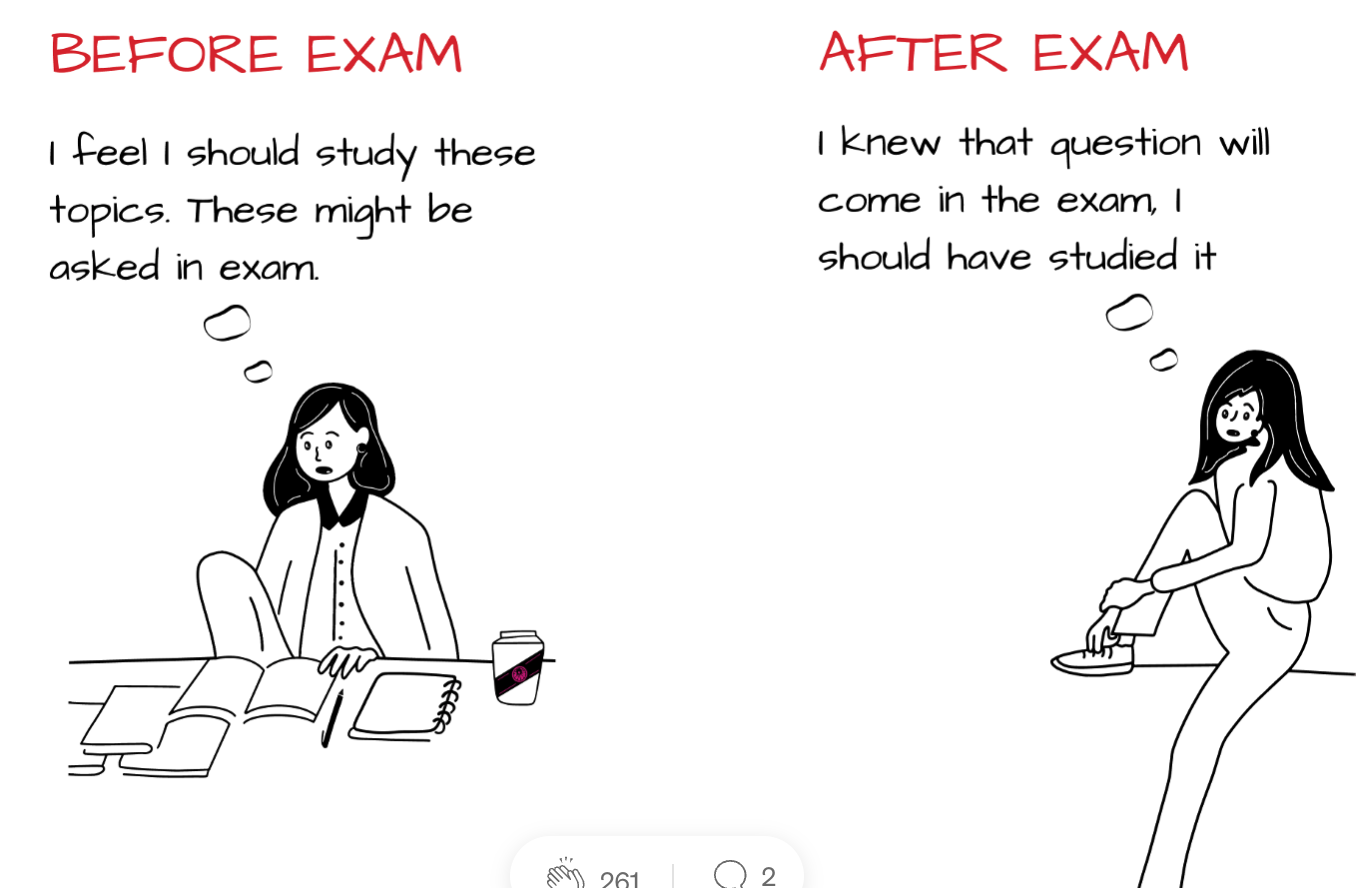 BEFORE EXAM
I feel I should study these
topics. These might be
asked in exam.
AFTER EXAM
I knew that question will
come in the exam, I
should have studied it
261
2